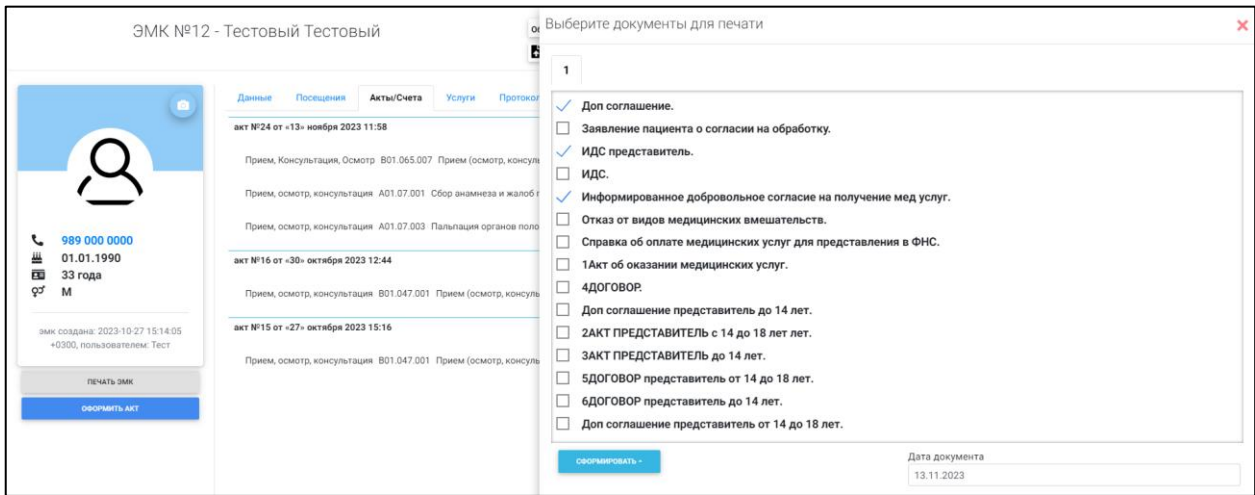 ЭМК №12 - Тестовый Тестовый
989 000 0000
01.01.1990
33 года
М
эмк создана: 2023-10-27 15:14:05
+0300, пользователем: Тест
ПЕЧАТЬ ЭМК
ОФОРМИТЬ АКТ
Данные Посещения Акты/Счета Услуги
акт №24 от «13» ноября 2023 11:58
Прием, Консультация, Осмотр B01.065.007 Прием (осмотр,
Прием, осмотр, консультация A01.07.001 Сбор анамнеза и жалоб
Прием, осмотр, консультация A01.07.003 Пальпация органов
акт №16 от «30» октября 2023 12:44
Прием, осмотр, консультация B01.047.001 Прием (осмотр,
акт №15 от «27» октября 2023 15:16
Прием, осмотр, консультация B01.047.001 Прием (осмотр,
Выберите документы для печати
1
Доп соглашение.
Заявление пациента о согласии на обработку.
ИДС представитель.
ИДС.
Информированное добровольное согласие на получение мед услуг.
Отказ от видов медицинских вмешательств.
Справка об оплате медицинских услуг для представления в ФНС.
1Акт об оказании медицинских услуг.
4ДОГОВОР.
Доп соглашение представитель до 14 лет.
2АКТ ПРЕДСТАВИТЕЛЬ с 14 до 18 лет лет.
3АКТ ПРЕДСТАВИТЕЛЬ до 14 лет.
5ДОГОВОР представитель от 14 до 18 лет.
6ДОГОВОР представитель до 14 лет.
Доп соглашение представитель от 14 до 18 лет.
СФОРМИРОВАТЬ
Дата документа
13.11.2023